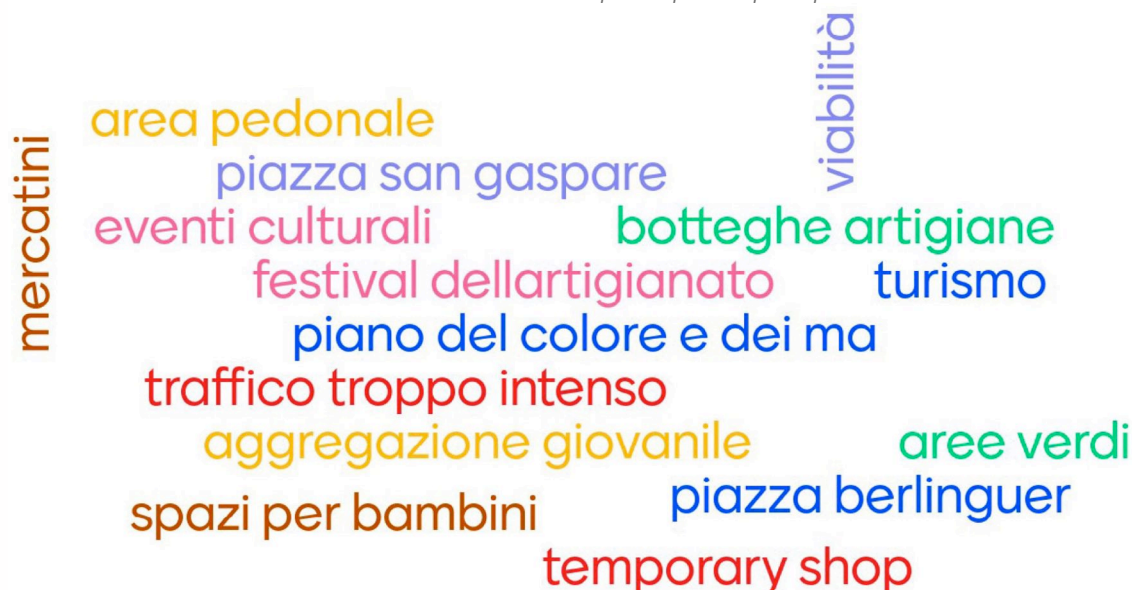 viabilità
area pedonale
mercatini
piazza san gaspare
eventi culturali
botteghe artigiane
festival dellartigianato
turismo
piano del colore e dei ma
traffico troppo intenso
aggregazione giovanile
aree verdi
piazza berlinguer
spazi per bambini
temporary shop